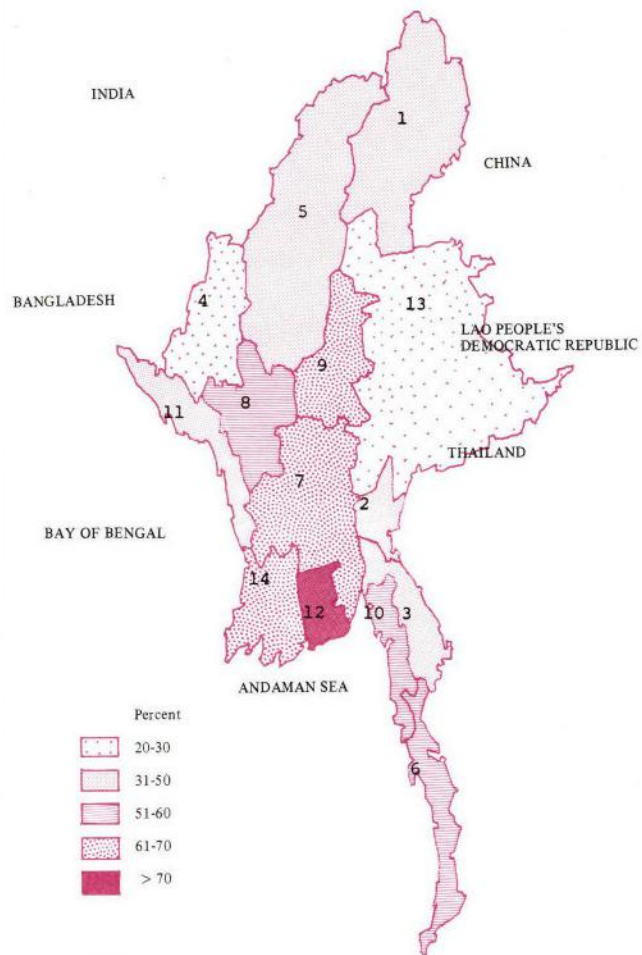 INDIA
1
CHINA
5
4
BANGLADESH
13
LAO PEOPLE'S
DEMOCRATIC REPUBLIC
9
8
11
THAILAND
7
2
BAY OF BENGAL
14
12
10
3
ANDAMAN SEA
6
Percent
20-30
31-50
51-60
61-70
> 70